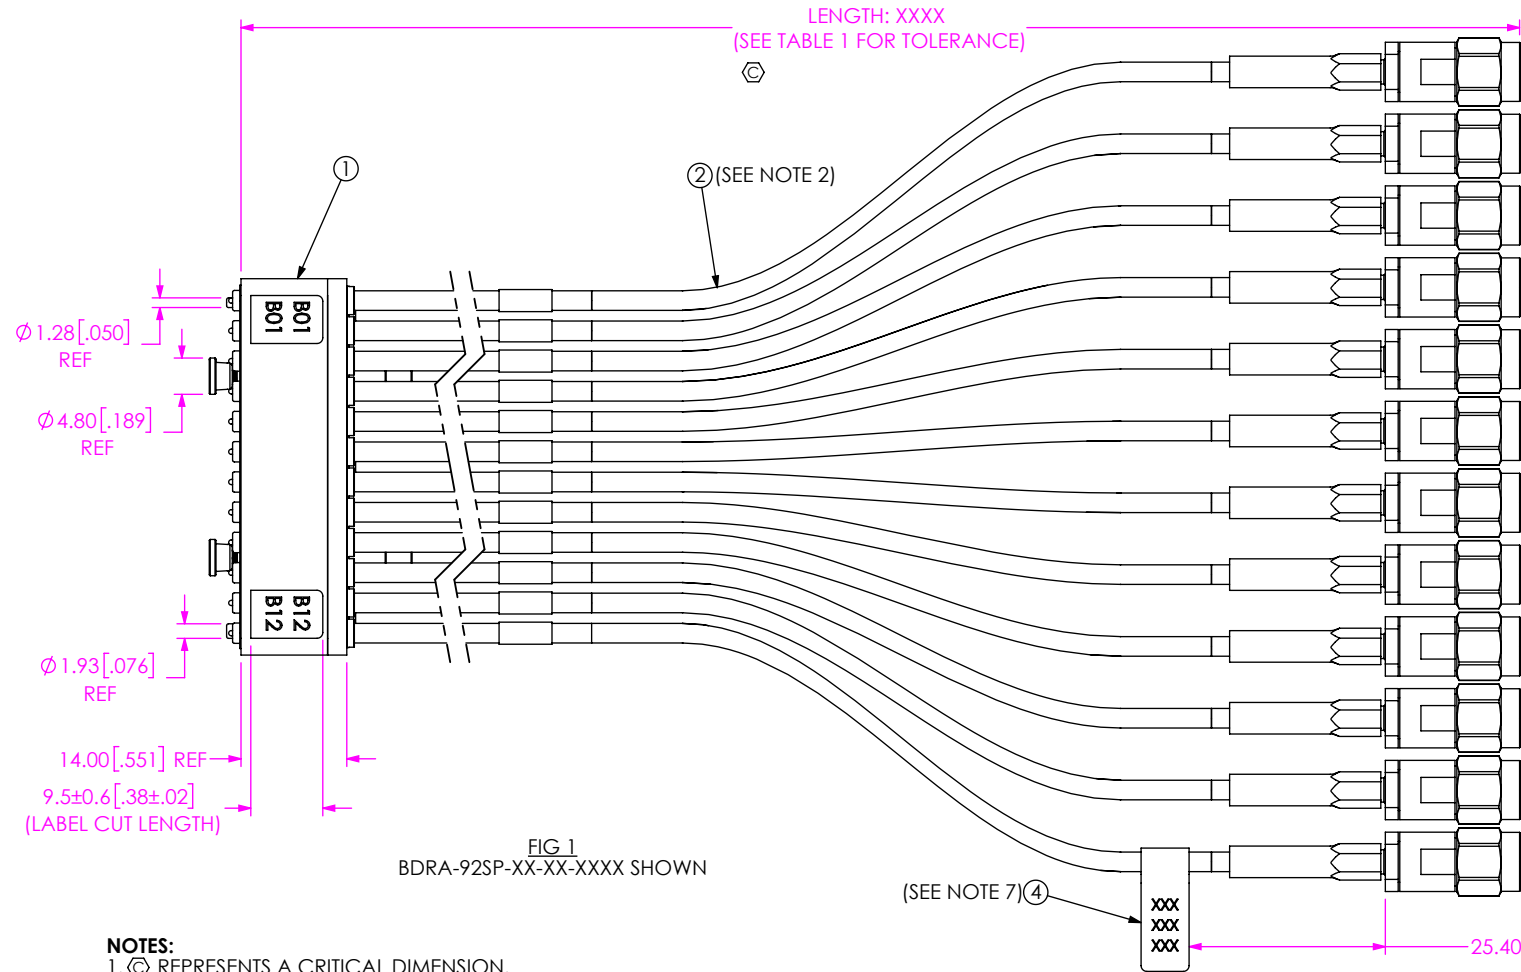 LENGTH: XXXX
(SEE TABLE 1 FOR TOLERANCE)
C
1
2 (SEE NOTE 2)
B01
B01
Ø1.28[.050]
REF
Ø4.80[.189]
REF
B12
B12
Ø1.93[.076]
REF
14.00[.551] REF
9.5±0.6[.38±.02]
(LABEL CUT LENGTH)
FIG 1
BDRA-92SP-XX-XX-XXXX SHOWN
(SEE NOTE 7) 4
XXX
XXX
XXX
25.40
NOTES:
1. C REPRESENTS A CRITICAL DIMENSION.